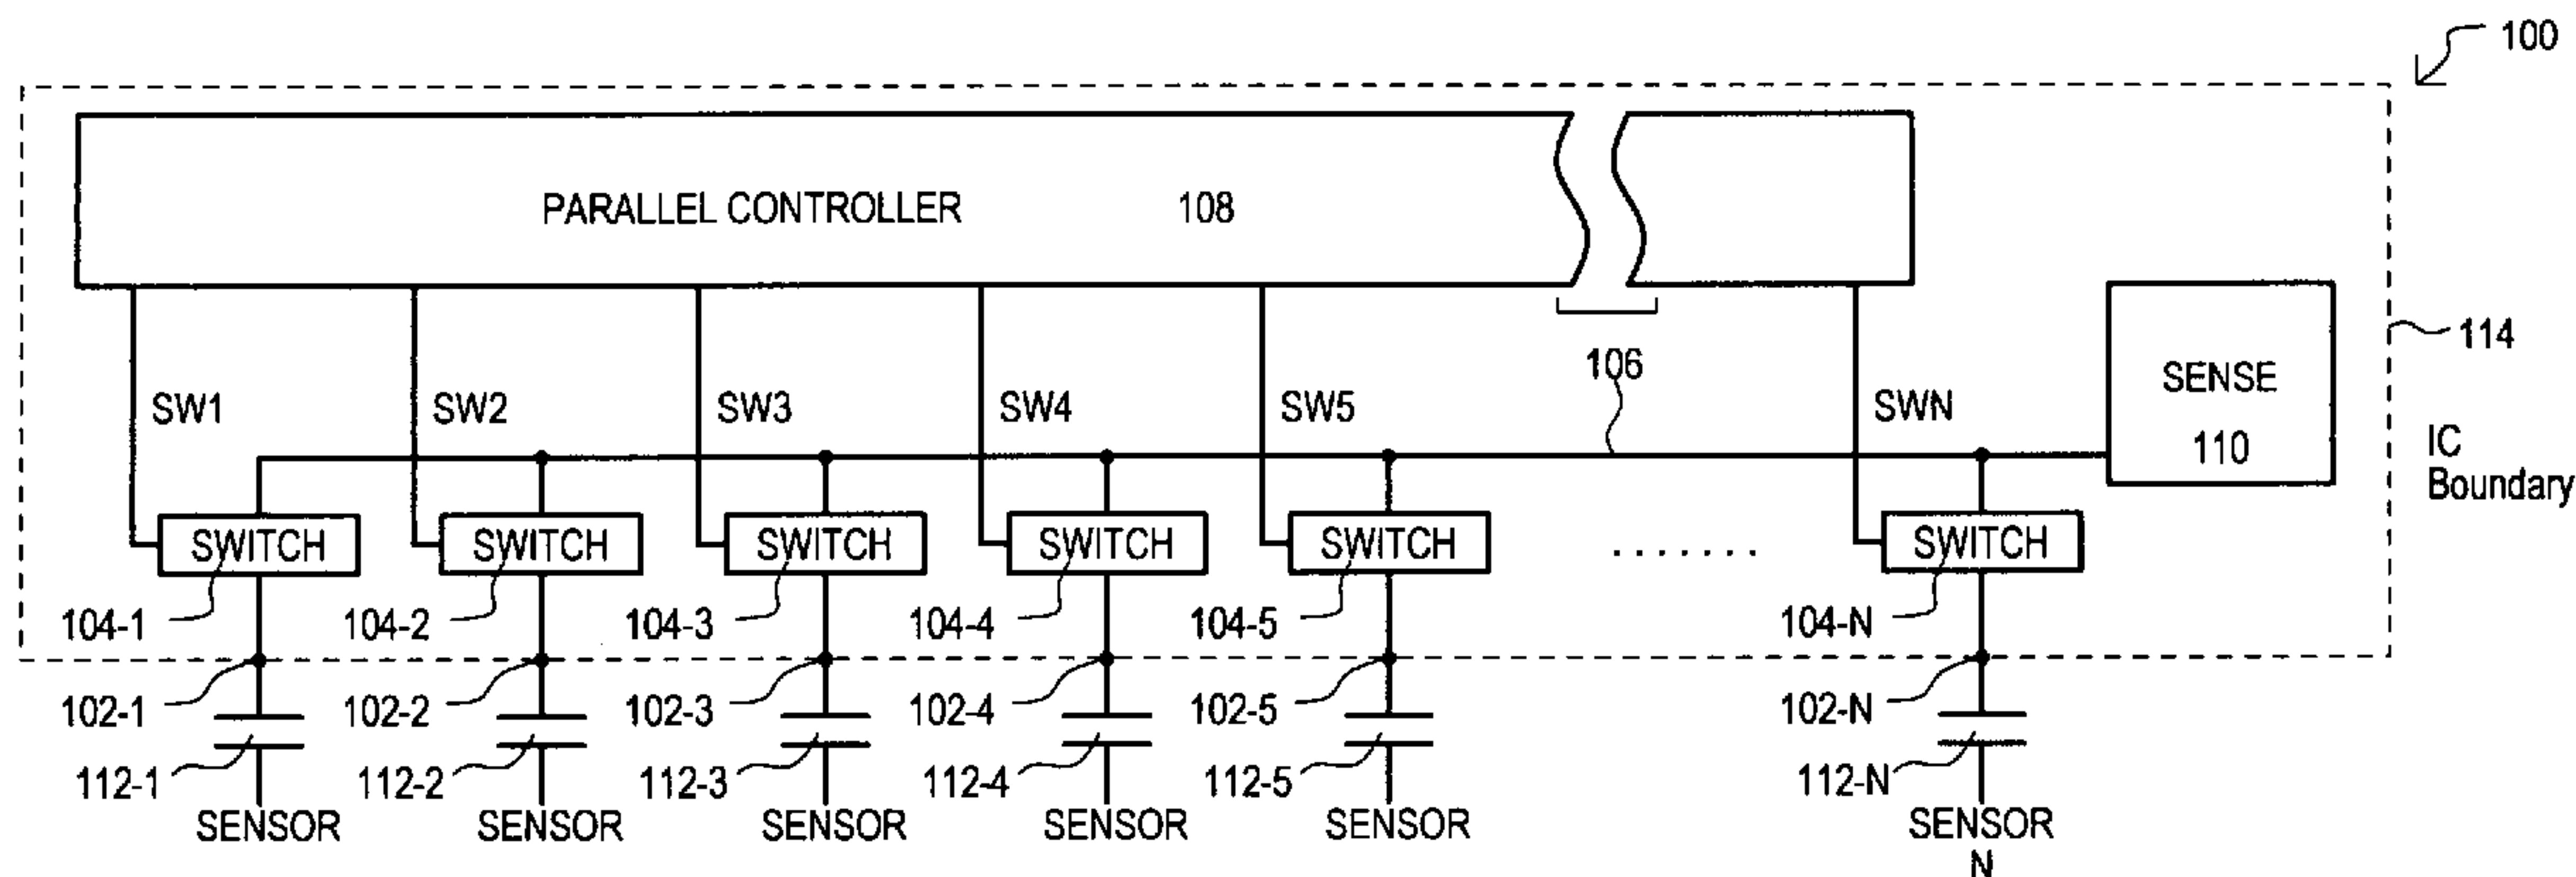 100
PARALLEL CONTROLLER 108
114
106
SENSE
110
SW1 SW2 SW3 SW4 SW5 SWN
IC
Boundary
SWITCH SWITCH SWITCH SWITCH SWITCH ....... SWITCH
104-1 104-2 104-3 104-4 104-5 104-N
102-1 102-2 102-3 102-4 102-5 102-N
112-1 112-2 112-3 112-4 112-5 112-N
SENSOR SENSOR SENSOR SENSOR SENSOR SENSOR
N